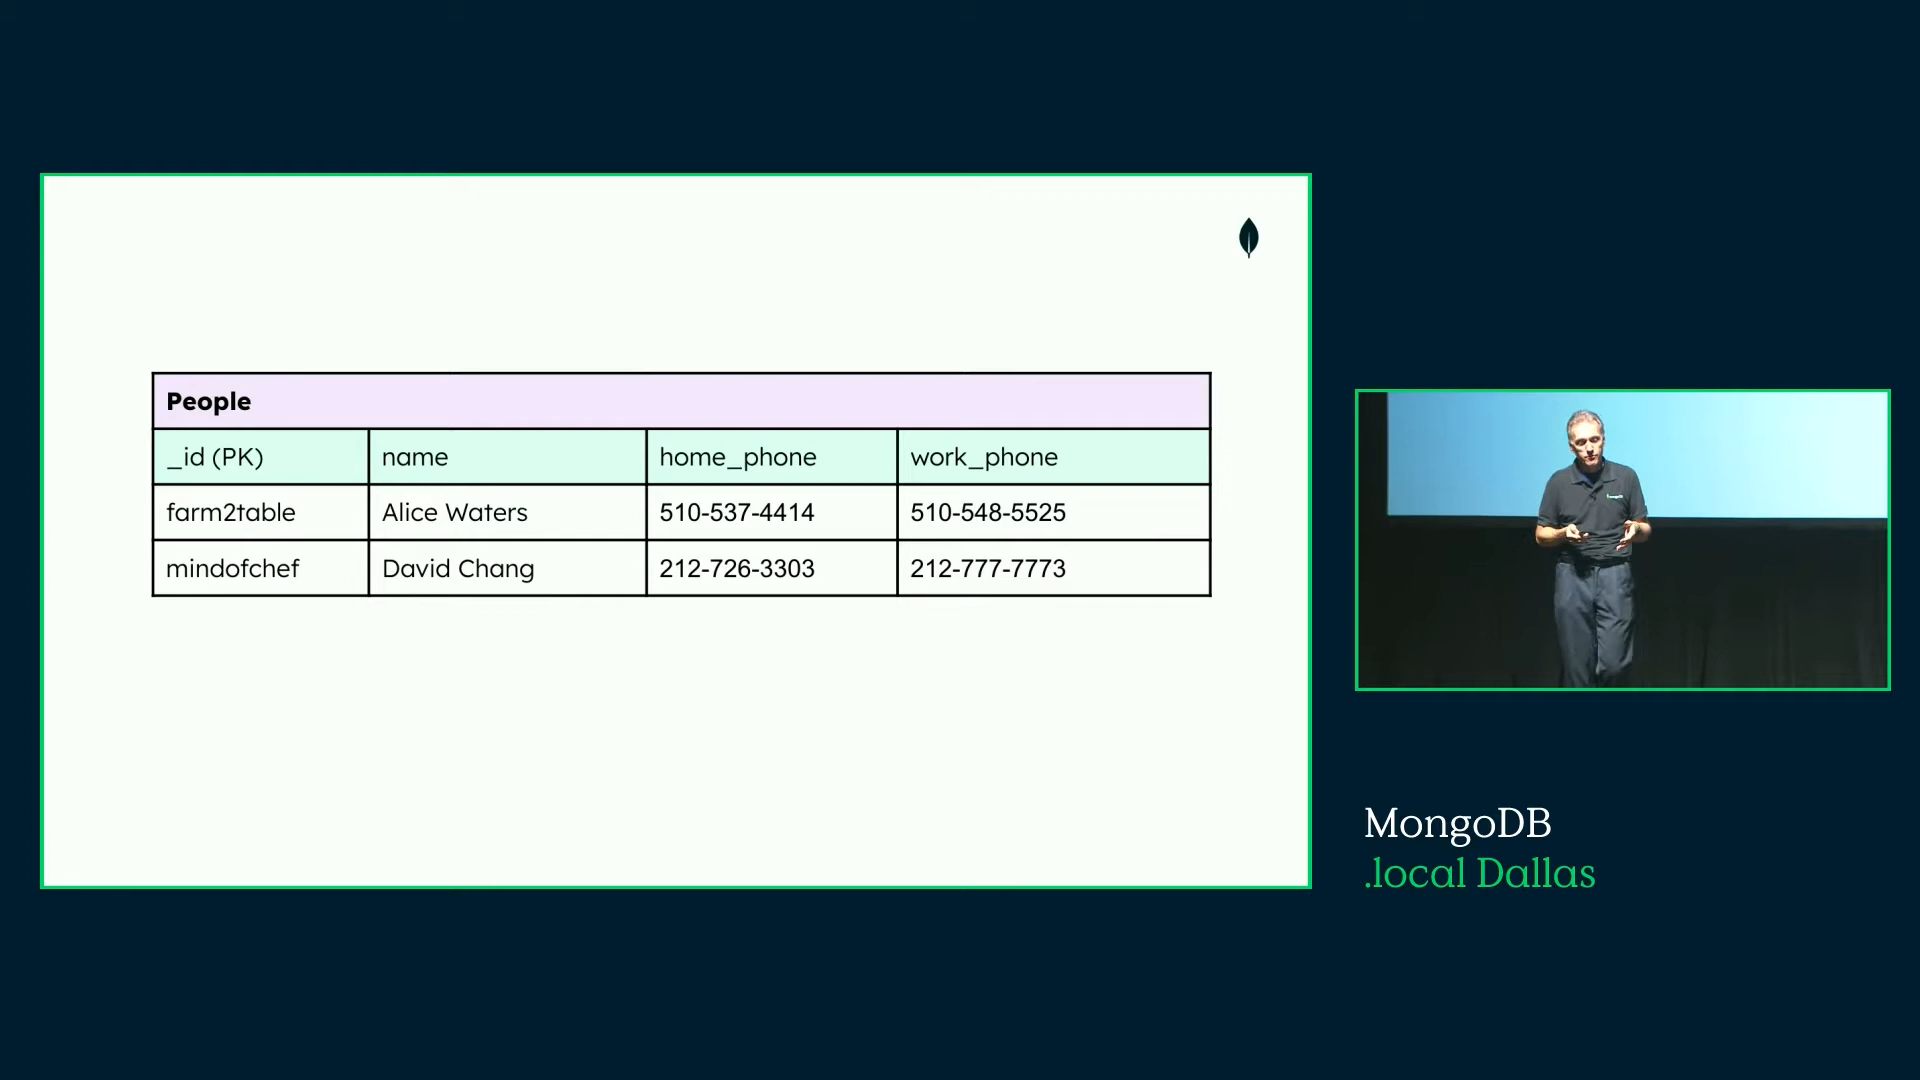 People
_id (PK) name home_phone work_phone
farm2table Alice Waters 510-537-4414 510-548-5525
mindofchef David Chang 212-726-3303 212-777-7773
MongoDB
.local Dallas